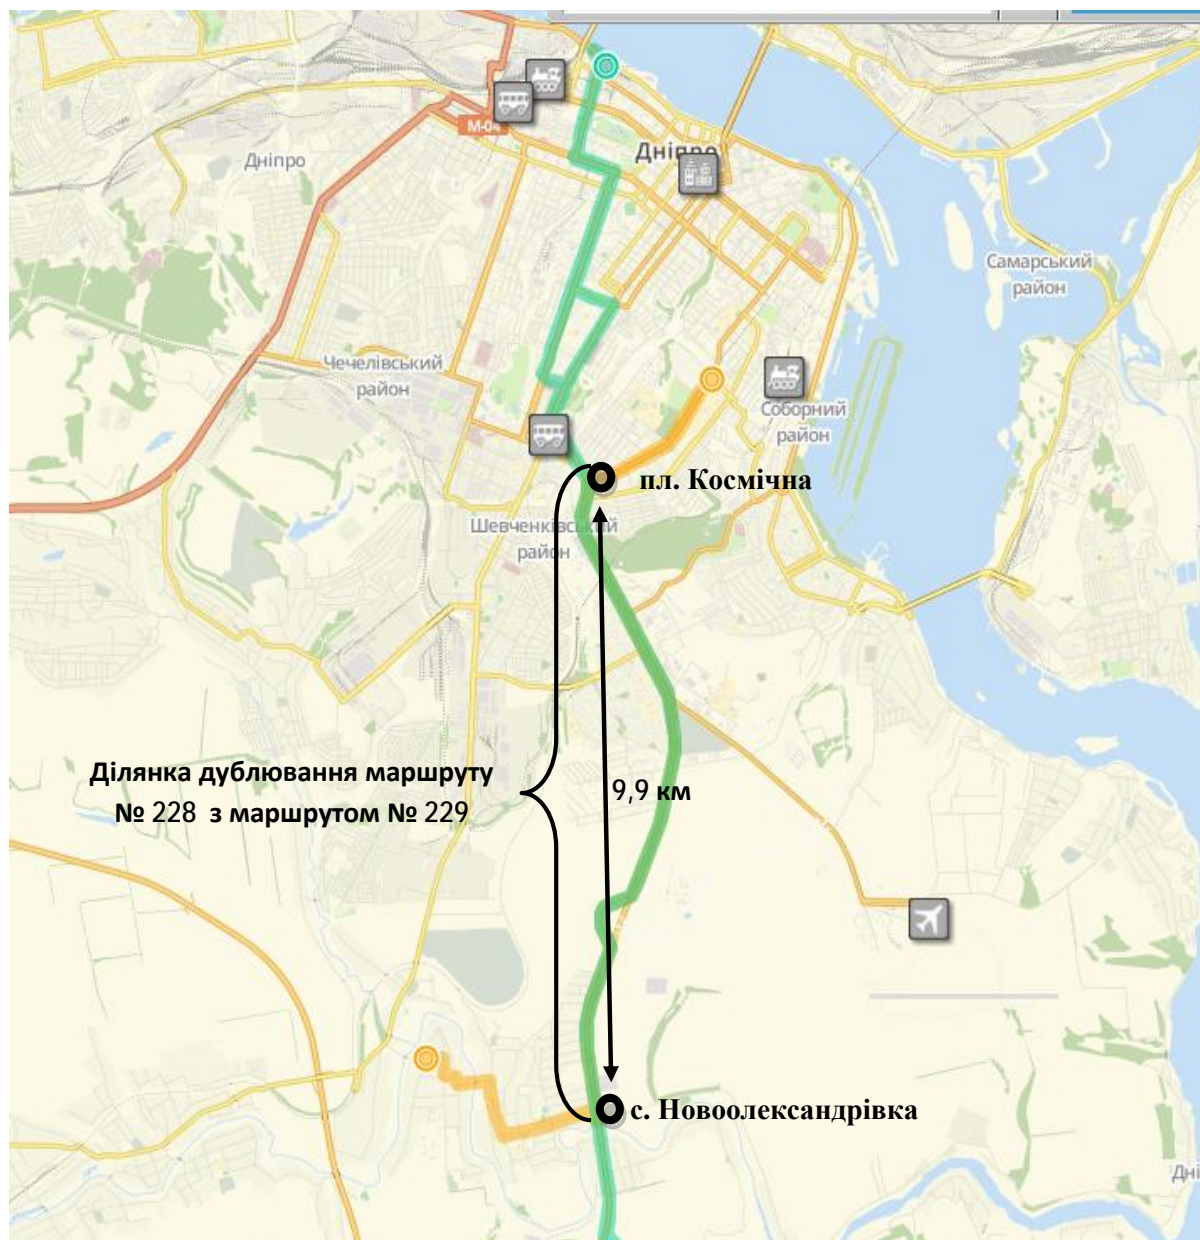 М-04
Дніпро
Дніпро
Самарський
район
Чечелівський
район
Соборний
район
пл. Космічна
Шевченківський
район
Ділянка дублювання маршруту
№ 228 з маршрутом № 229
9,9 км
с. Новоолександрівка
Дні